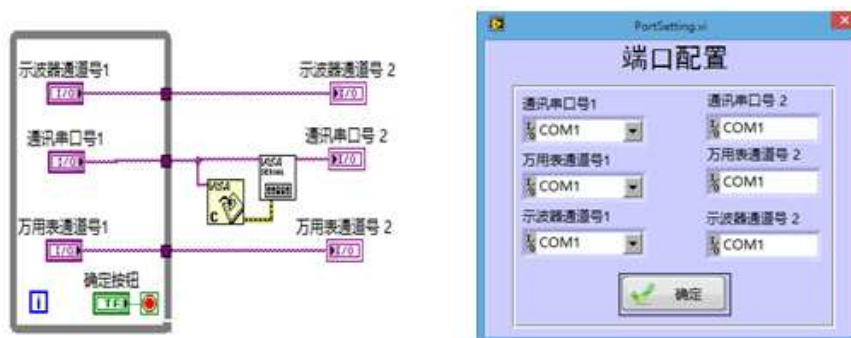 示波器通道号1
示波器通道号 2
I/O
I/O
通讯串口号1
通讯串口号 2
I/O
I/O
VISA
SERIAL
VISA
C
万用表通道号1
万用表通道号 2
I/O
I/O
确定按钮
i
TF
PortSetting.vi
端口配置
通讯串口号1
通讯串口号 2
COM1
COM1
万用表通道号1
万用表通道号 2
COM1
COM1
示波器通道号1
示波器通道号 2
COM1
COM1
确定